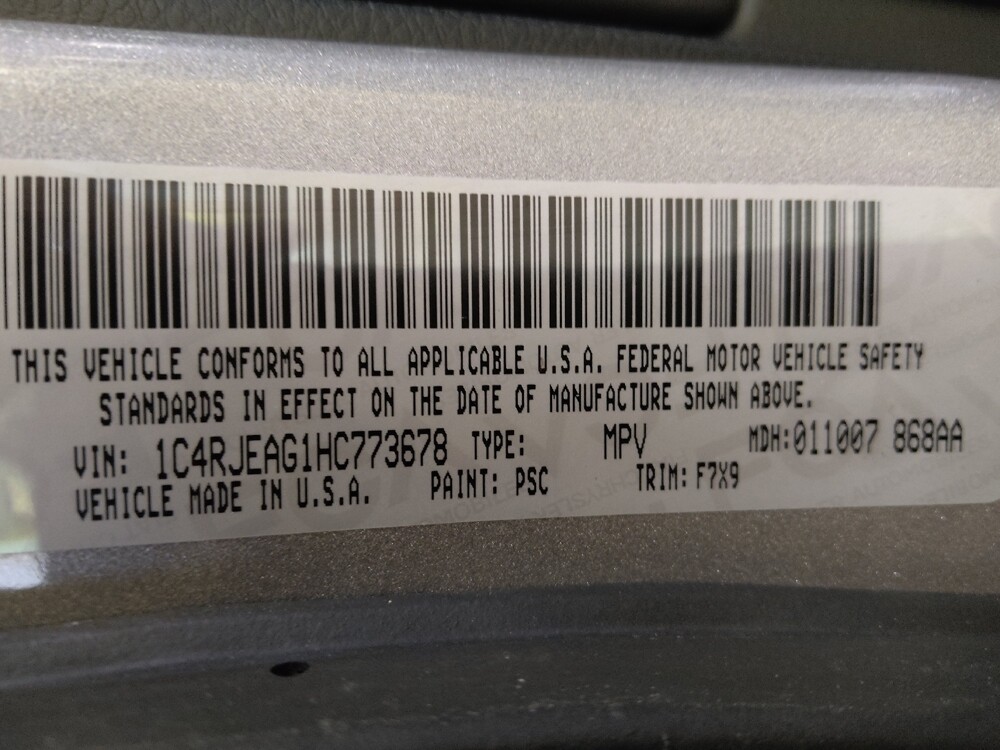 THIS VEHICLE CONFORMS TO ALL APPLICABLE U.S.A. FEDERAL MOTOR VEHICLE SAFETY
STANDARDS IN EFFECT ON THE DATE OF MANUFACTURE SHOWN ABOVE.
VIN: 1C4RJEAG1HC773678 TYPE: MPV MDH:011007 868AA
VEHICLE MADE IN U.S.A. PAINT: PSC TRIM: F7X9